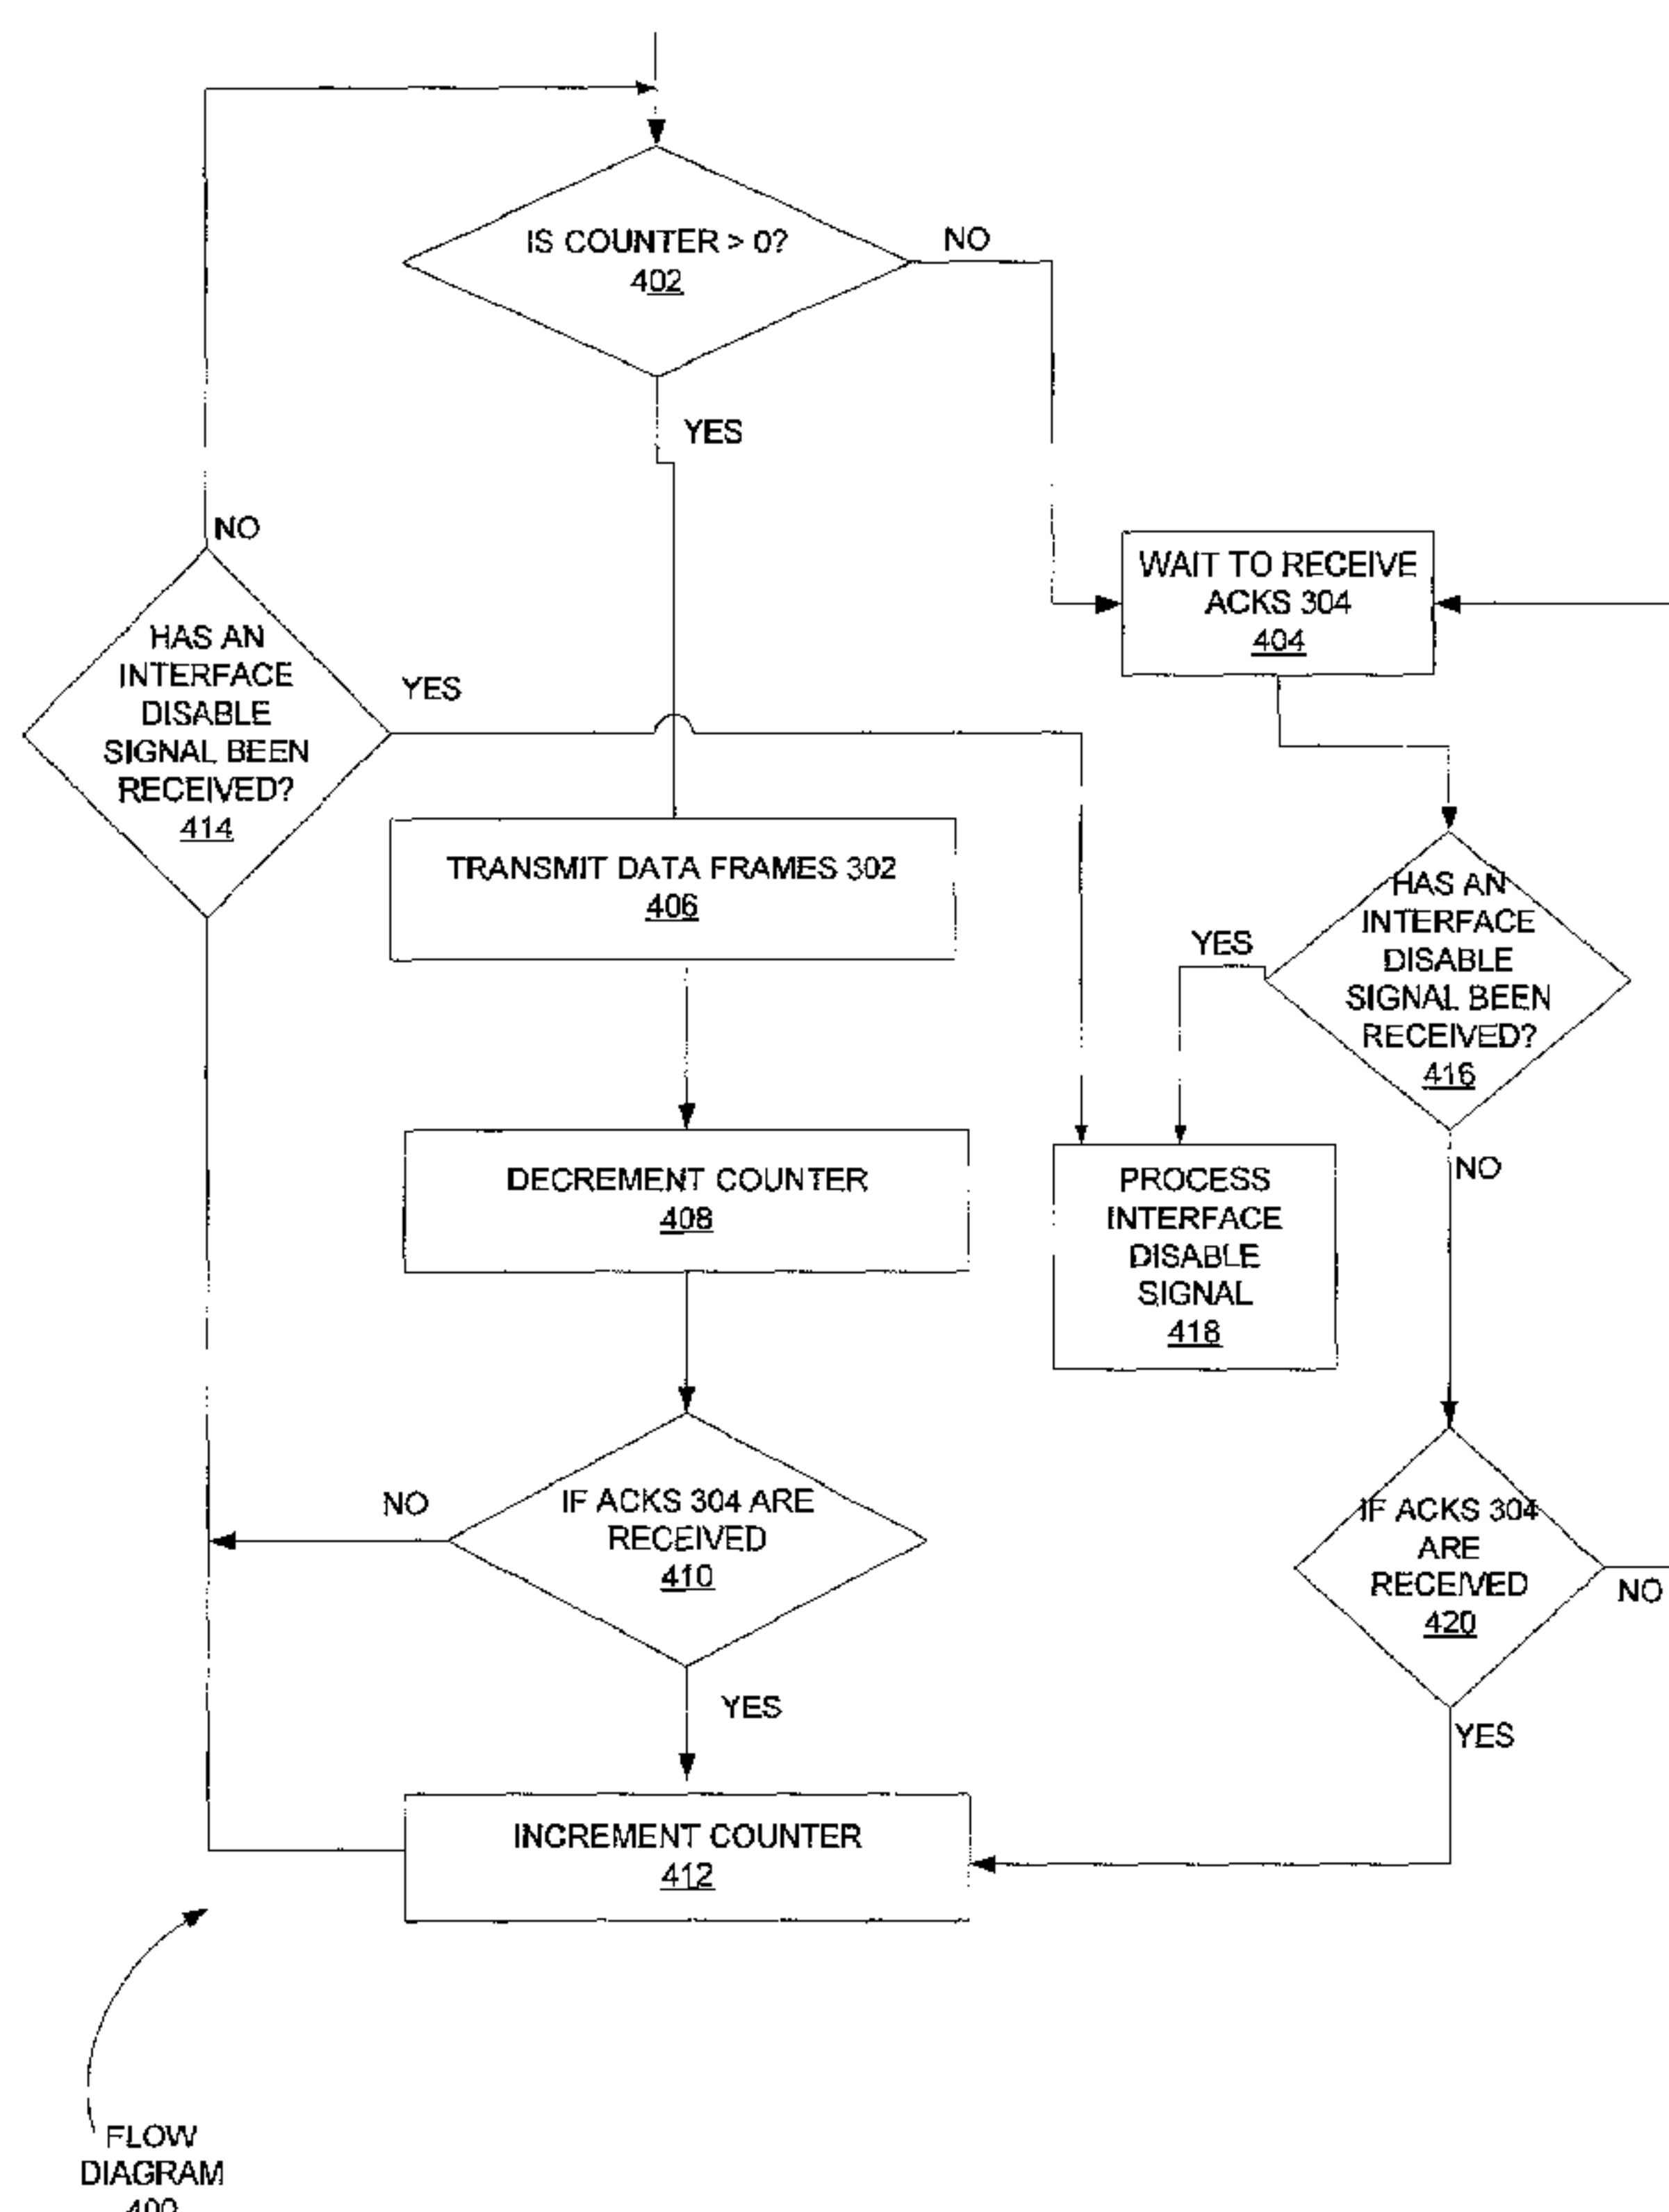 IS COUNTER > 0?
402
NO
YES
NO
WAIT TO RECEIVE
ACKS 304
404
HAS AN
INTERFACE
DISABLE
SIGNAL BEEN
RECEIVED?
414
YES
TRANSMIT DATA FRAMES 302
406
HAS AN
INTERFACE
DISABLE
SIGNAL BEEN
RECEIVED?
416
YES
NO
DECREMENT COUNTER
408
PROCESS
INTERFACE
DISABLE
SIGNAL
418
NO
IF ACKS 304 ARE
RECEIVED
410
IF ACKS 304
ARE
RECEIVED
420
NO
YES
YES
INCREMENT COUNTER
412
FLOW
DIAGRAM
400